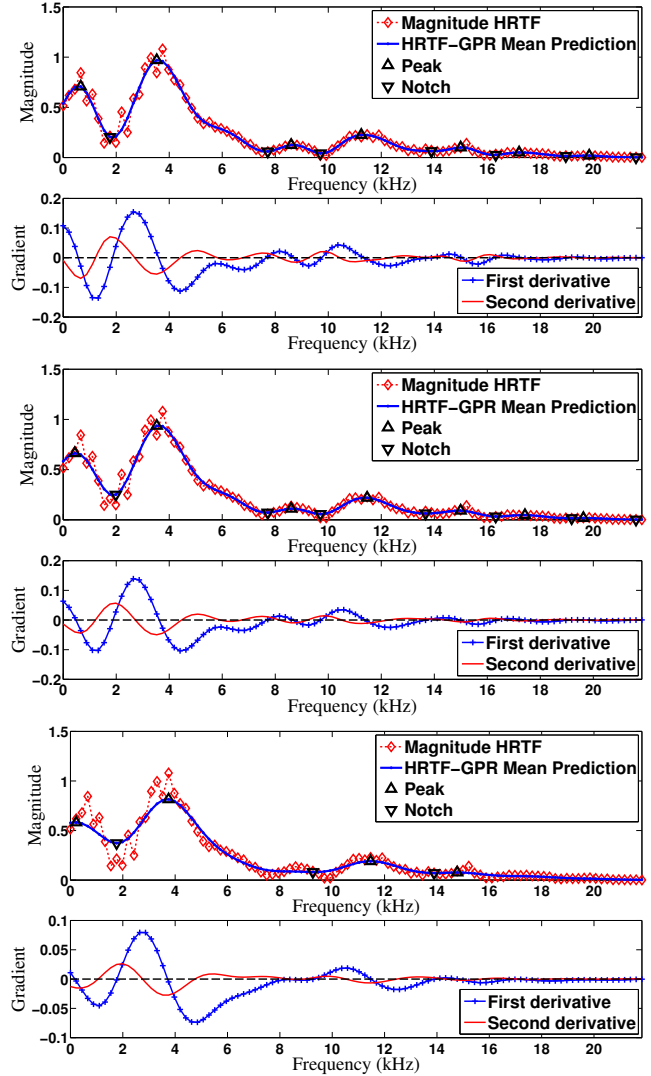 1.5
1
0.5
0
Magnitude
Magnitude HRTF
HRTF−GPR Mean Prediction
Peak
Notch
0 2 4 6 8 10 12 14 16 18 20
Frequency (kHz)
0.2
0.1
0
−0.1
−0.2
Gradient
First derivative
Second derivative
0 2 4 6 8 10 12 14 16 18 20
Frequency (kHz)
1.5
1
0.5
0
Magnitude
Magnitude HRTF
HRTF−GPR Mean Prediction
Peak
Notch
0 2 4 6 8 10 12 14 16 18 20
Frequency (kHz)
0.2
0.1
0
−0.1
−0.2
Gradient
First derivative
Second derivative
0 2 4 6 8 10 12 14 16 18 20
Frequency (kHz)
1.5
1
0.5
0
Magnitude
Magnitude HRTF
HRTF−GPR Mean Prediction
Peak
Notch
0 2 4 6 8 10 12 14 16 18 20
Frequency (kHz)
0.1
0.05
0
−0.05
−0.1
Gradient
First derivative
Second derivative
0 2 4 6 8 10 12 14 16 18 20
Frequency (kHz)